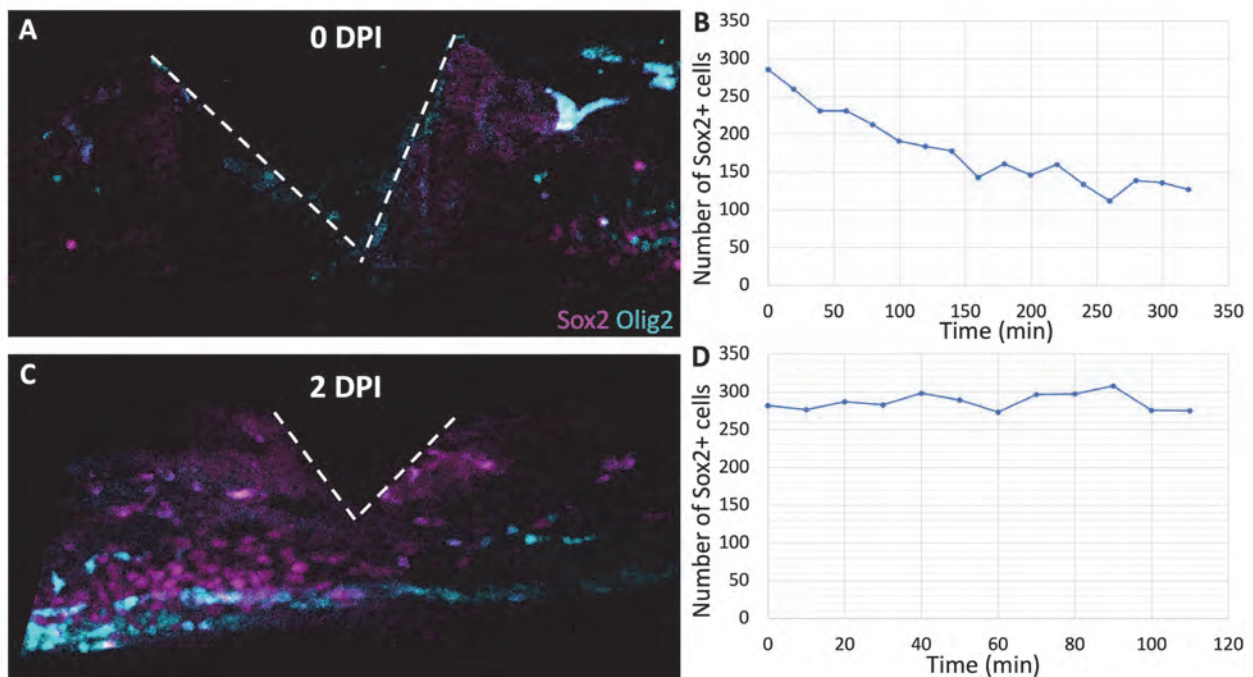 A
0 DPI
Sox2 Olig2
B
Number of Sox2+ cells
350
300
250
200
150
100
50
0
0 50 100 150 200 250 300 350
Time (min)
C
2 DPI
D
Number of Sox2+ cells
350
300
250
200
150
100
50
0
0 20 40 60 80 100 120
Time (min)